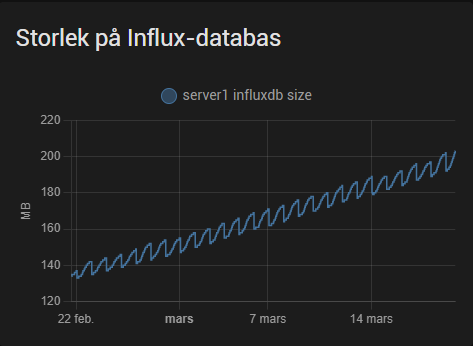 Storlek på Influx-databas
server1 influxdb size
220
200
180
160
140
120
MB
22 feb.
mars
7 mars
14 mars